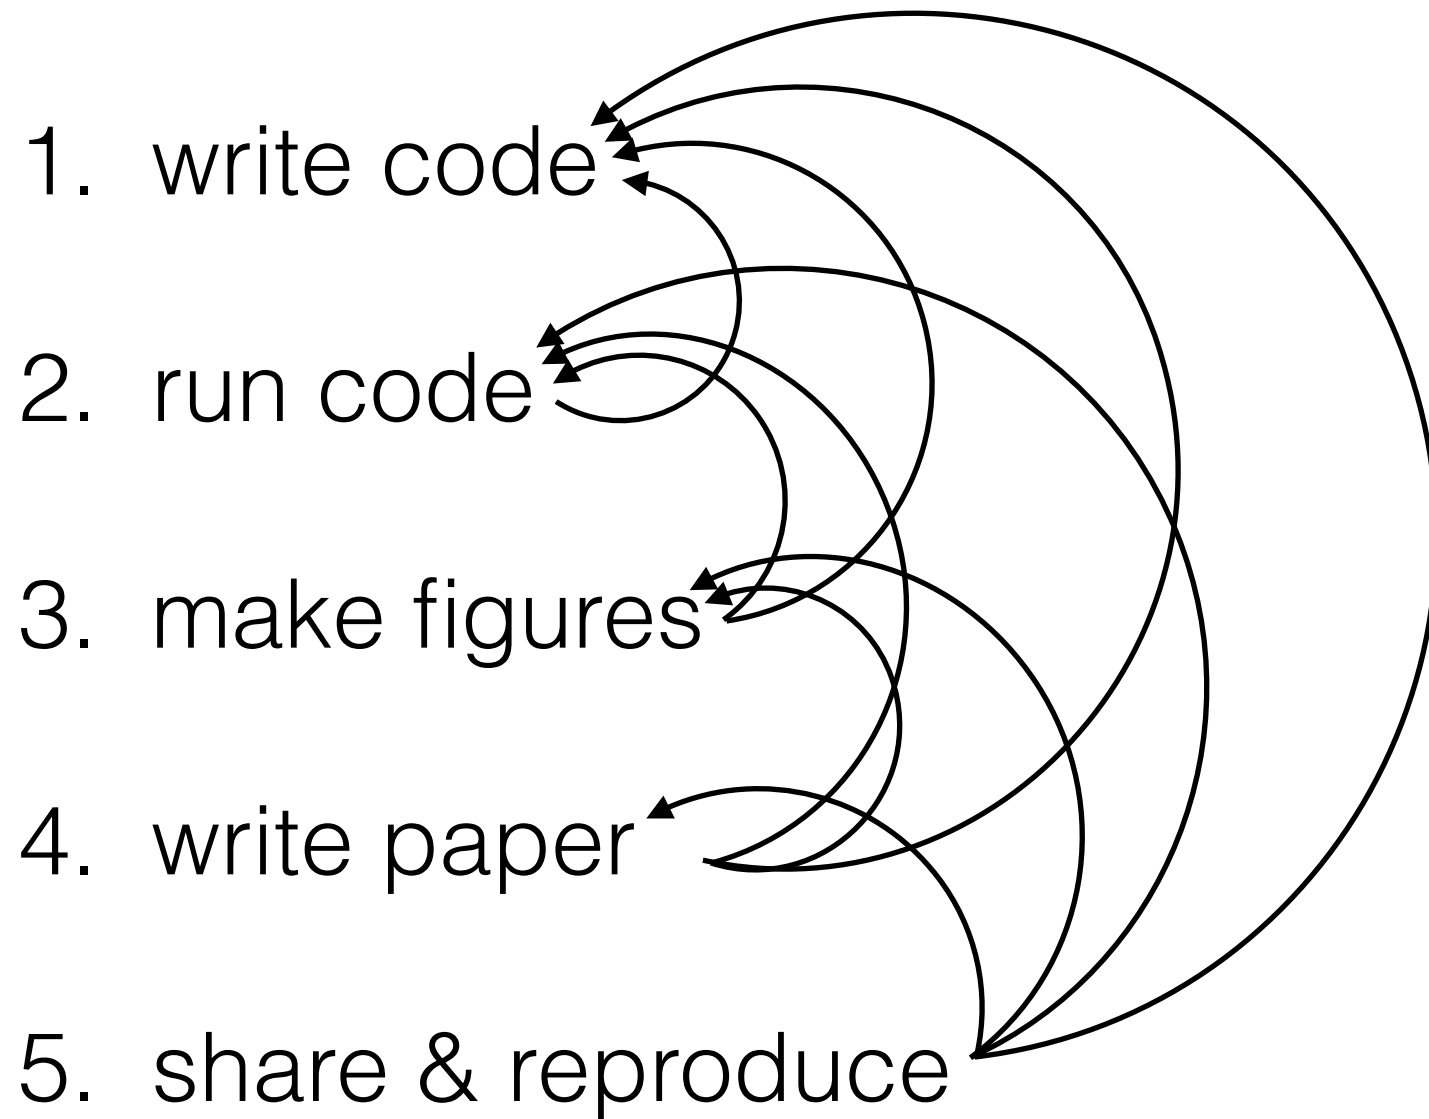 1. write code
2. run code
3. make figures
4. write paper
5. share & reproduce